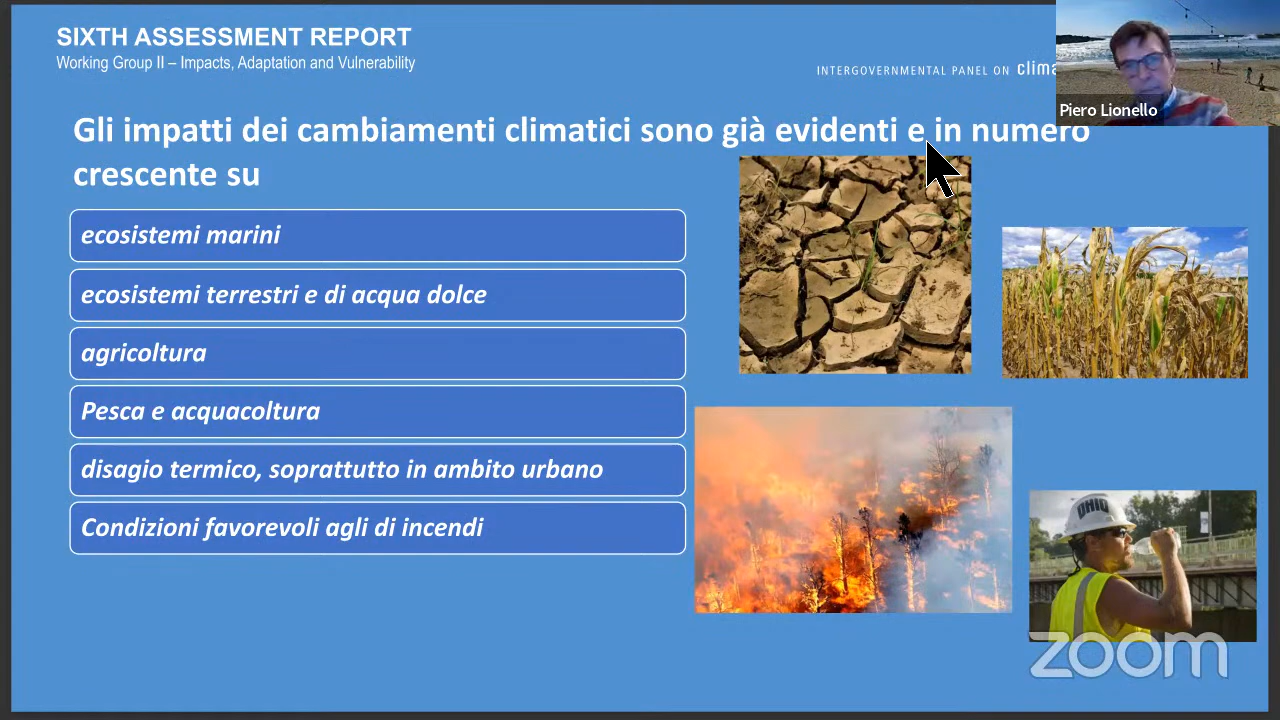 SIXTH ASSESSMENT REPORT
Working Group II – Impacts, Adaptation and Vulnerability
INTERGOVERNMENTAL PANEL ON clima
Piero Lionello
Gli impatti dei cambiamenti climatici sono già evidenti e in numero
crescente su
ecosistemi marini
ecosistemi terrestri e di acqua dolce
agricoltura
Pesca e acquacoltura
disagio termico, soprattutto in ambito urbano
Condizioni favorevoli agli di incendi
OHIO
zoom